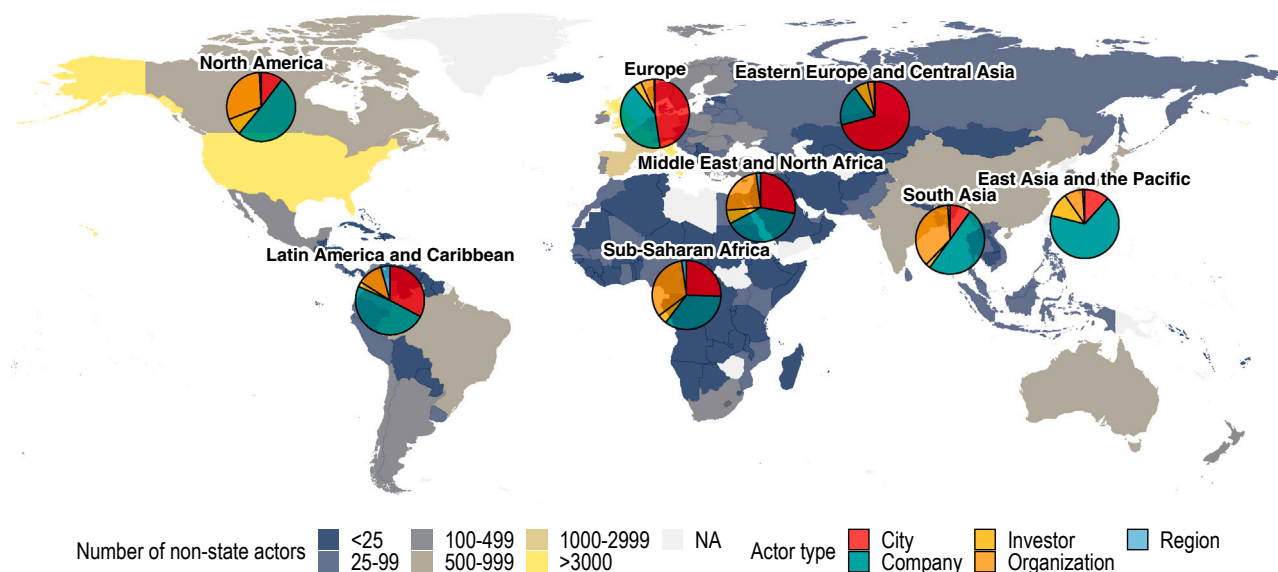 North America
Europe
Eastern Europe and Central Asia
Middle East and North Africa
South Asia
East Asia and the Pacific
Latin America and Caribbean
Sub-Saharan Africa
Number of non-state actors
<25
25-99
100-499
500-999
1000-2999
>3000
NA
Actor type
City
Company
Investor
Organization
Region